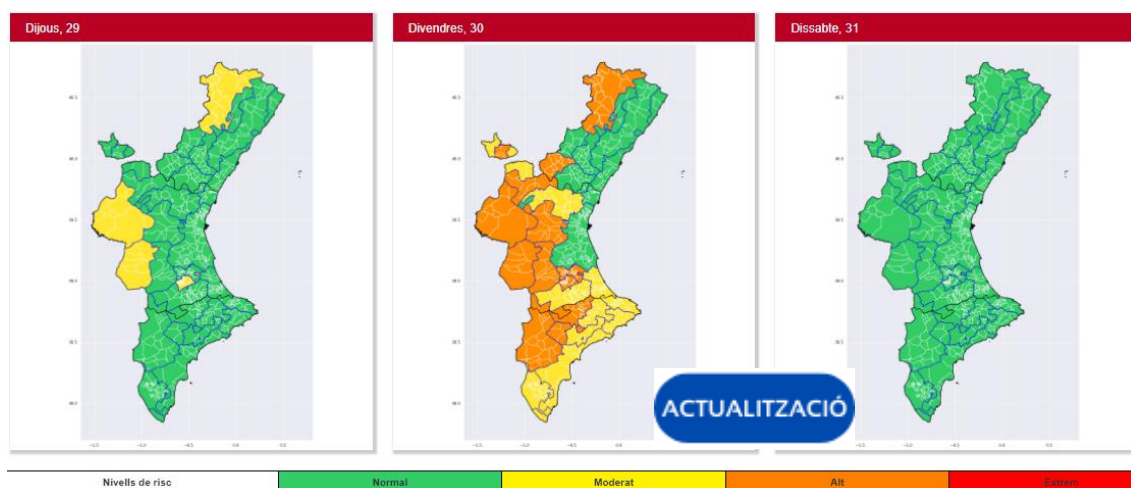 Dijous, 29
Divendres, 30
Dissabte, 31
ACTUALITZACIÓ
Nivells de risc
Normal
Moderat
Alt
Extrem